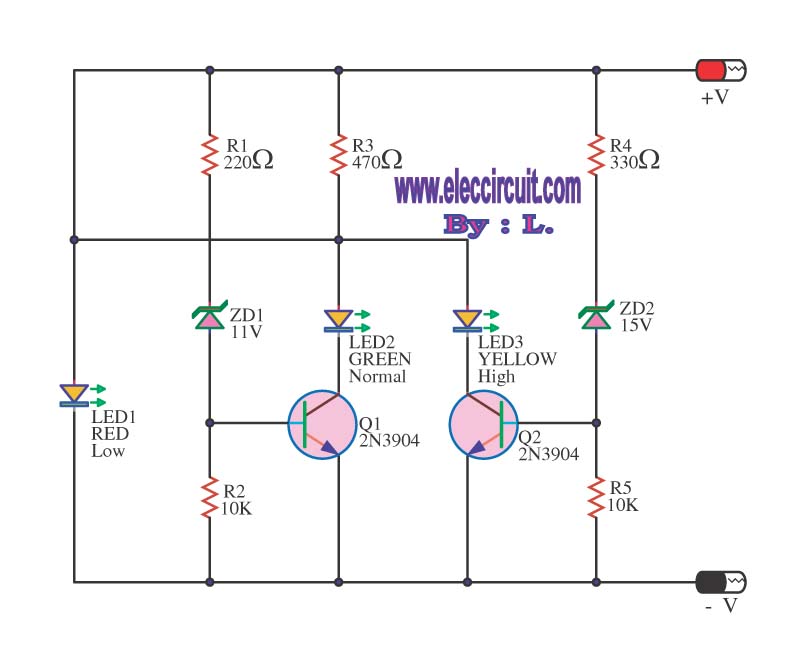 +V
R1
220Ω
R3
470Ω
R4
330Ω
www.eleccircuit.com
By : L.
ZD1
11V
ZD2
15V
LED2
GREEN
Normal
LED3
YELLOW
High
LED1
RED
Low
Q1
2N3904
Q2
2N3904
R2
10K
R5
10K
- V